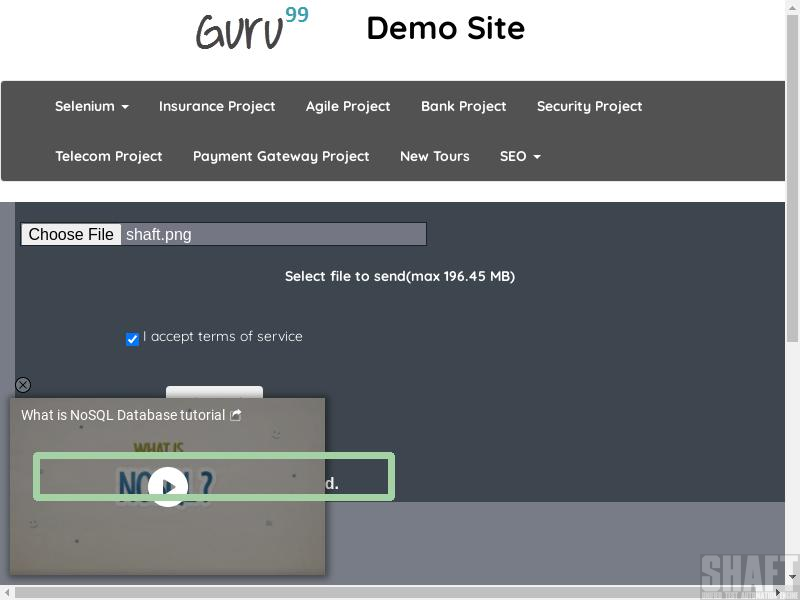 Guru99
Demo Site
Selenium
Insurance Project
Agile Project
Bank Project
Security Project
Telecom Project
Payment Gateway Project
New Tours
SEO
Choose File shaft.png
Select file to send(max 196.45 MB)
I accept terms of service
What is NoSQL Database tutorial
WHAT IS
d.
SHAFT